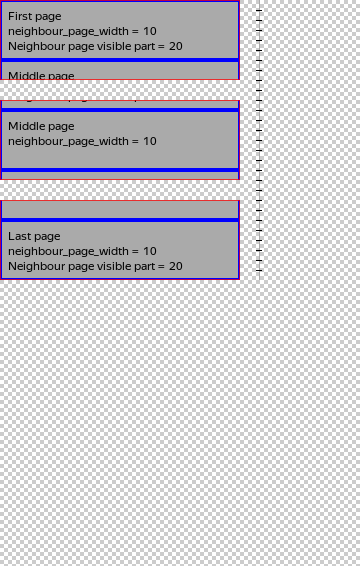 First page
neighbour_page_width = 10
Neighbour page visible part = 20
Middle page
Middle page
neighbour_page_width = 10
Last page
neighbour_page_width = 10
Neighbour page visible part = 20